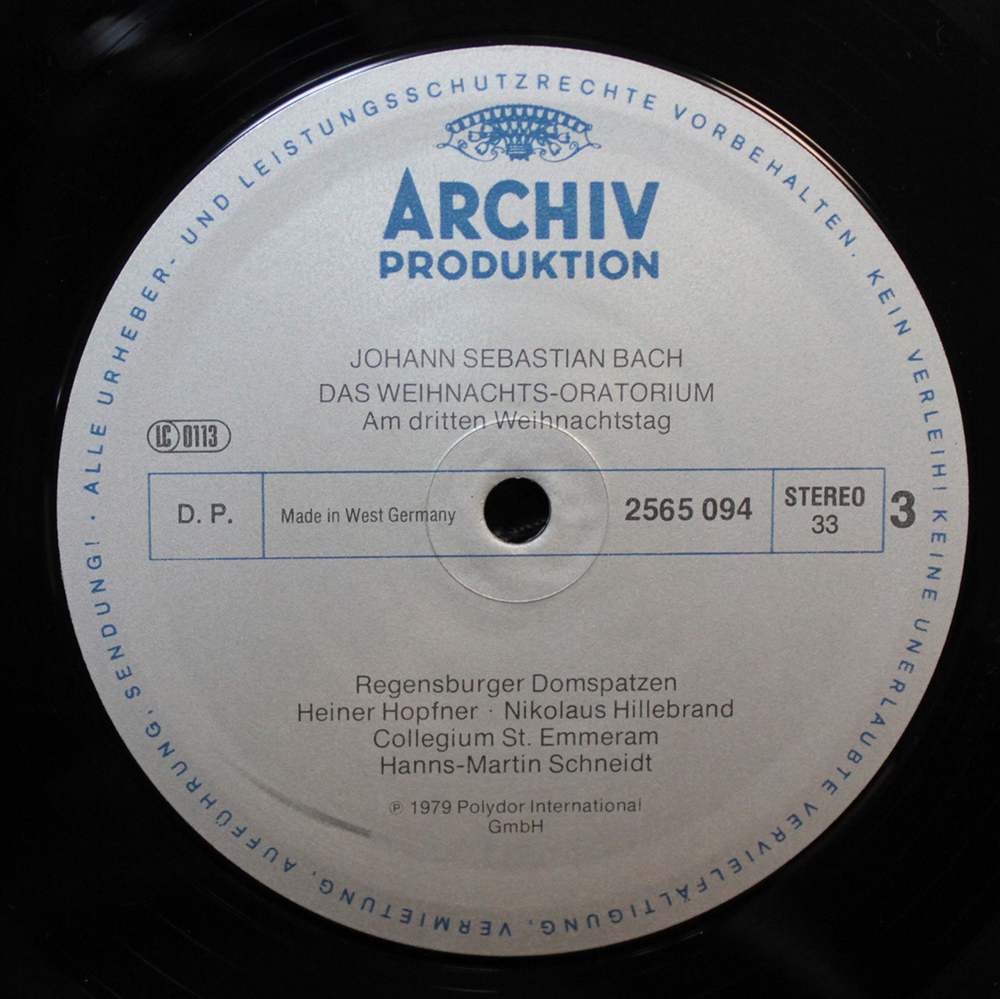 ALLE URHEBER- UND LEISTUNGSSCHUTZRECHTE VORBEHALTEN. KEIN VERLEIH! KEINE UNERLAUBTE VERVIELFÄLTIGUNG, VERMIETUNG, AUFFÜHRUNG, SENDUNG! ·
ARCHIV
PRODUKTION
JOHANN SEBASTIAN BACH
DAS WEIHNACHTS-ORATORIUM
Am dritten Weihnachtstag
LC 0113
D. P. Made in West Germany 2565 094 STEREO 33 3
Regensburger Domspatzen
Heiner Hopfner · Nikolaus Hillebrand
Collegium St. Emmeram
Hanns-Martin Schneidt
℗ 1979 Polydor International
GmbH